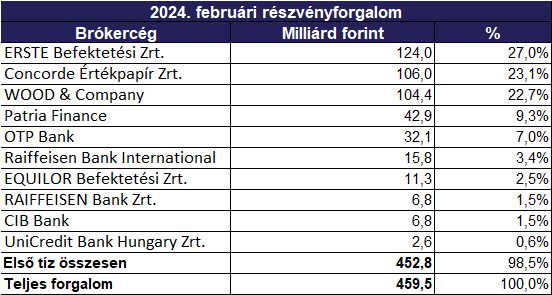 2024. februári részvényforgalom
Brókercég Milliárd forint %
ERSTE Befektetési Zrt. 124,0 27,0%
Concorde Értékpapír Zrt. 106,0 23,1%
WOOD & Company 104,4 22,7%
Patria Finance 42,9 9,3%
OTP Bank 32,1 7,0%
Raiffeisen Bank International 15,8 3,4%
EQUILOR Befektetési Zrt. 11,3 2,5%
RAIFFEISEN Bank Zrt. 6,8 1,5%
CIB Bank 6,8 1,5%
UniCredit Bank Hungary Zrt. 2,6 0,6%
Első tíz összesen 452,8 98,5%
Teljes forgalom 459,5 100,0%